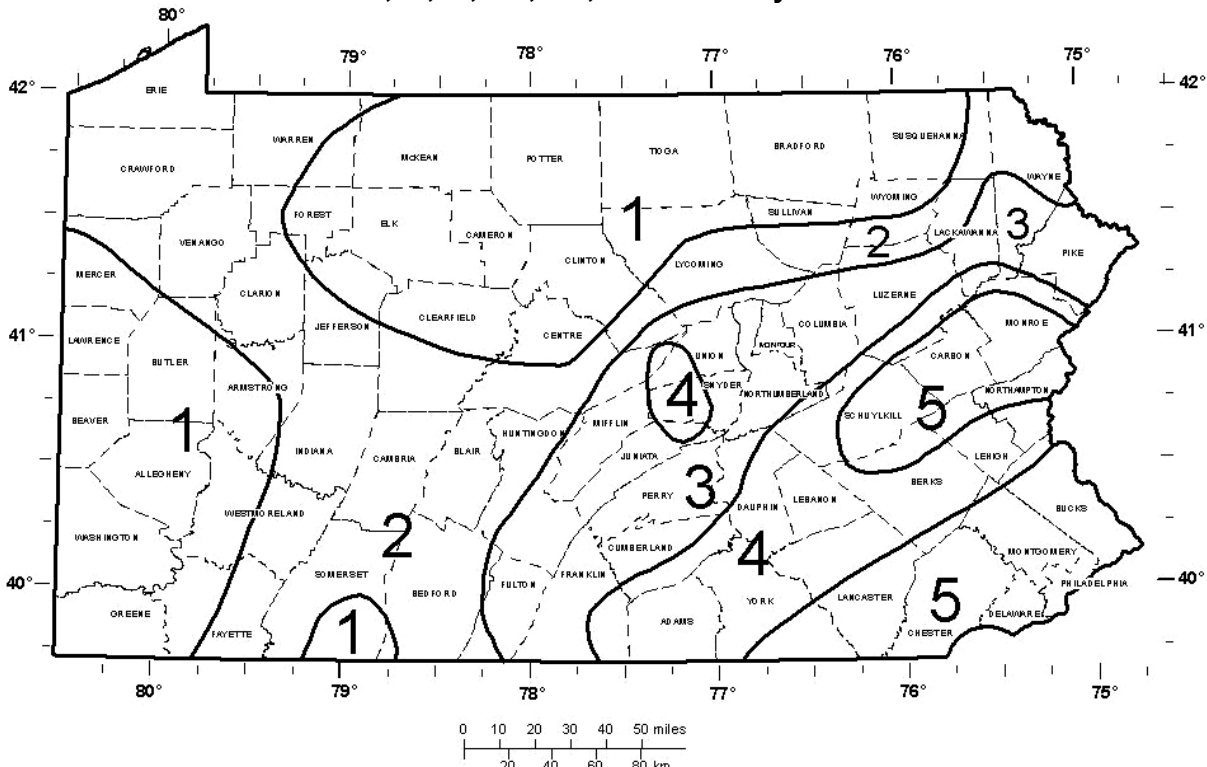 80°
79° 78° 77° 76° 75°
42° 42°
ERIE
WARREN McKEAN POTTER TIOGA BRADFORD SUSQUEHANNA
CRAWFORD
WAYNE
WYOMING
FOREST ELK CAMERON 1 SULLIVAN
VENANGO LACKAWANNA 3
2
MERCER CLINTON LYCOMING PIKE
CLARION LUZERNE
CLEARFIELD
JEFFERSON COLUMBIA MONROE
41° CENTRE 41°
LAWRENCE MONTOUR
BUTLER UNION CARBON
ARMSTRONG SNYDER NORTHUMBERLAND NORTHAMPTON
4
BEAVER 1 MIFFLIN SCHUYLKILL 5
HUNTINGDON
INDIANA CAMBRIA BLAIR JUNIATA LEHIGH
ALLEGHENY BERKS
PERRY 3 LEBANON
WESTMORELAND DAUPHIN BUCKS
WASHINGTON 2 CUMBERLAND 4 MONTGOMERY
SOMERSET FRANKLIN PHILADELPHIA
40° FULTON 40°
BEDFORD LANCASTER 5
GREENE YORK DELAWARE
FAYETTE 1 ADAMS CHESTER
80° 79° 78° 77° 76° 75°
0 10 20 30 40 50 miles
20 40 60 80 km